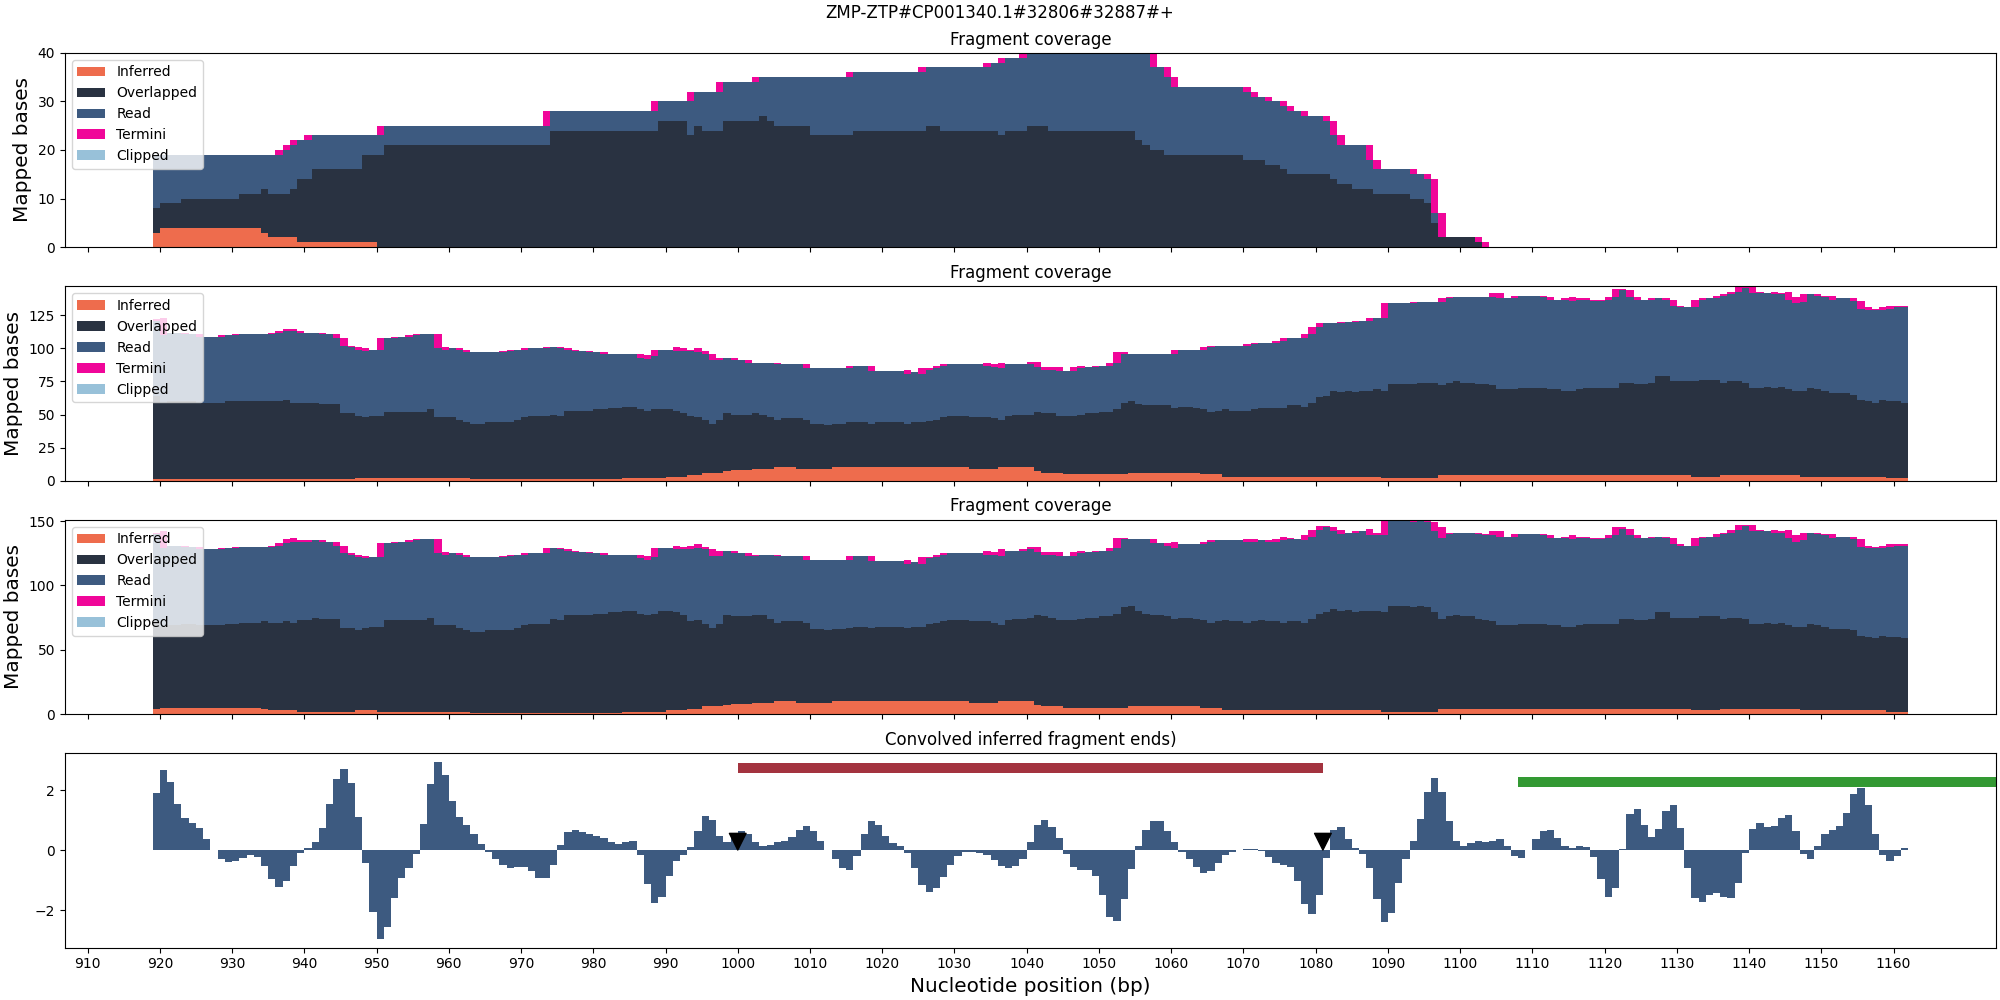 ZMP-ZTP#CP001340.1#32806#32887#+
Fragment coverage
Mapped bases
40
30
20
10
0
Inferred
Overlapped
Read
Termini
Clipped
Fragment coverage
Mapped bases
125
100
75
50
25
0
Inferred
Overlapped
Read
Termini
Clipped
Fragment coverage
Mapped bases
150
100
50
0
Inferred
Overlapped
Read
Termini
Clipped
Convolved inferred fragment ends)
2
0
−2
910 920 930 940 950 960 970 980 990 1000 1010 1020 1030 1040 1050 1060 1070 1080 1090 1100 1110 1120 1130 1140 1150 1160
Nucleotide position (bp)